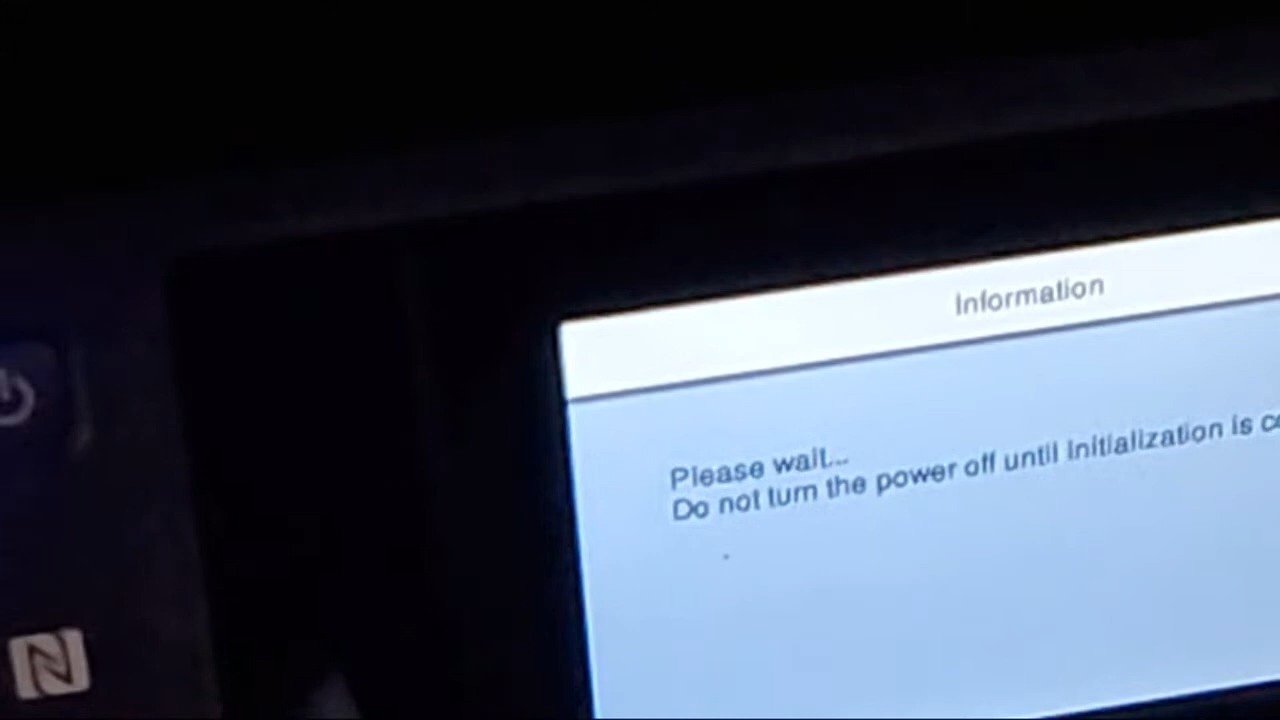 Information
Please wait...
Do not turn the power off until initialization is